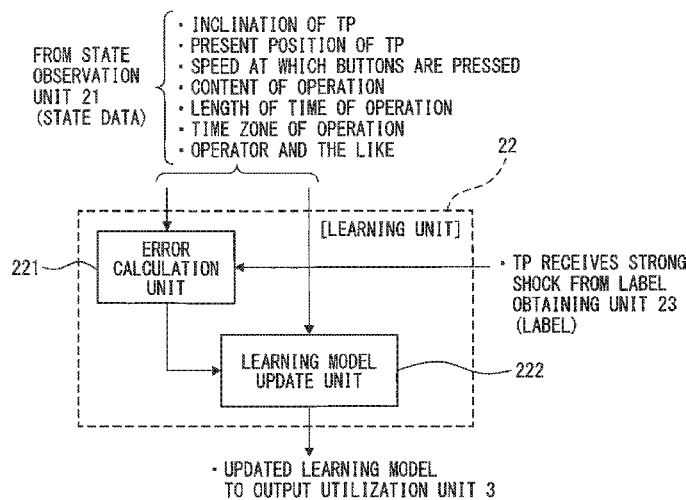 FROM STATE
OBSERVATION
UNIT 21
(STATE DATA)
・INCLINATION OF TP
・PRESENT POSITION OF TP
・SPEED AT WHICH BUTTONS ARE PRESSED
・CONTENT OF OPERATION
・LENGTH OF TIME OF OPERATION
・TIME ZONE OF OPERATION
・OPERATOR AND THE LIKE
22
[LEARNING UNIT]
221
ERROR
CALCULATION
UNIT
・TP RECEIVES STRONG
SHOCK FROM LABEL
OBTAINING UNIT 23
(LABEL)
LEARNING MODEL
UPDATE UNIT
222
・UPDATED LEARNING MODEL
TO OUTPUT UTILIZATION UNIT 3